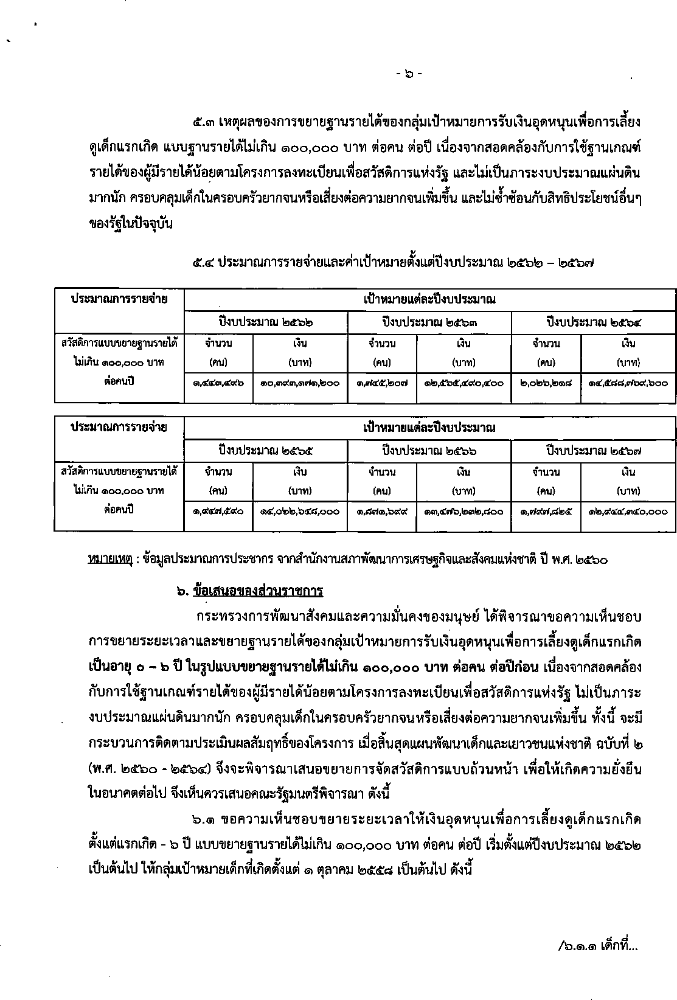 - ๖ -
๕.๓ เหตุผลของการขยายฐานรายได้ของกลุ่มเป้าหมายการรับเงินอุดหนุนเพื่อการเลี้ยง
ดูเด็กแรกเกิด แบบฐานรายได้ไม่เกิน ๑๐๐,๐๐๐ บาท ต่อคน ต่อปี เนื่องจากสอดคล้องกับการใช้ฐานเกณฑ์
รายได้ของผู้มีรายได้น้อยตามโครงการลงทะเบียนเพื่อสวัสดิการแห่งรัฐ และไม่เป็นภาระงบประมาณแผ่นดิน
มากนัก ครอบคลุมเด็กในครอบครัวยากจนหรือเสี่ยงต่อความยากจนเพิ่มขึ้น และไม่ซ้ำซ้อนกับสิทธิประโยชน์อื่นๆ
ของรัฐในปัจจุบัน
๕.๔ ประมาณการรายจ่ายและค่าเป้าหมายตั้งแต่ปีงบประมาณ ๒๕๖๒ – ๒๕๖๗
ประมาณการรายจ่าย เป้าหมายแต่ละปีงบประมาณ
ปีงบประมาณ ๒๕๖๒ ปีงบประมาณ ๒๕๖๓ ปีงบประมาณ ๒๕๖๔
สวัสดิการแบบขยายฐานรายได้ จำนวน เงิน จำนวน เงิน จำนวน เงิน
ไม่เกิน ๑๐๐,๐๐๐ บาท (คน) (บาท) (คน) (บาท) (คน) (บาท)
ต่อคนปี ๑,๔๔๓,๔๙๖ ๑๐,๓๙๓,๑๗๑,๒๐๐ ๑,๗๔๕,๒๐๗ ๑๒,๕๖๕,๔๙๐,๔๐๐ ๒,๐๒๖,๒๑๘ ๑๔,๕๘๘,๗๖๙,๖๐๐
ประมาณการรายจ่าย เป้าหมายแต่ละปีงบประมาณ
ปีงบประมาณ ๒๕๖๕ ปีงบประมาณ ๒๕๖๖ ปีงบประมาณ ๒๕๖๗
สวัสดิการแบบขยายฐานรายได้ จำนวน เงิน จำนวน เงิน จำนวน เงิน
ไม่เกิน ๑๐๐,๐๐๐ บาท (คน) (บาท) (คน) (บาท) (คน) (บาท)
ต่อคนปี ๑,๙๔๗,๕๙๐ ๑๔,๐๒๒,๖๔๘,๐๐๐ ๑,๘๗๑,๖๙๙ ๑๓,๔๗๖,๒๓๒,๘๐๐ ๑,๗๙๗,๘๒๕ ๑๒,๙๔๔,๓๔๐,๐๐๐
หมายเหตุ : ข้อมูลประมาณการประชากร จากสำนักงานสภาพัฒนาการเศรษฐกิจและสังคมแห่งชาติ ปี พ.ศ. ๒๕๖๐
๖. ข้อเสนอของส่วนราชการ
กระทรวงการพัฒนาสังคมและความมั่นคงของมนุษย์ ได้พิจารณาขอความเห็นชอบ
การขยายระยะเวลาและขยายฐานรายได้ของกลุ่มเป้าหมายการรับเงินอุดหนุนเพื่อการเลี้ยงดูเด็กแรกเกิด
เป็นอายุ ๐ – ๖ ปี ในรูปแบบขยายฐานรายได้ไม่เกิน ๑๐๐,๐๐๐ บาท ต่อคน ต่อปีก่อน เนื่องจากสอดคล้อง
กับการใช้ฐานเกณฑ์รายได้ของผู้มีรายได้น้อยตามโครงการลงทะเบียนเพื่อสวัสดิการแห่งรัฐ ไม่เป็นภาระ
งบประมาณแผ่นดินมากนัก ครอบคลุมเด็กในครอบครัวยากจนหรือเสี่ยงต่อความยากจนเพิ่มขึ้น ทั้งนี้ จะมี
กระบวนการติดตามประเมินผลสัมฤทธิ์ของโครงการ เมื่อสิ้นสุดแผนพัฒนาเด็กและเยาวชนแห่งชาติ ฉบับที่ ๒
(พ.ศ. ๒๕๖๐ - ๒๕๖๔) จึงจะพิจารณาเสนอขยายการจัดสวัสดิการแบบถ้วนหน้า เพื่อให้เกิดความยั่งยืน
ในอนาคตต่อไป จึงเห็นควรเสนอคณะรัฐมนตรีพิจารณา ดังนี้
๖.๑ ขอความเห็นชอบขยายระยะเวลาให้เงินอุดหนุนเพื่อการเลี้ยงดูเด็กแรกเกิด
ตั้งแต่แรกเกิด - ๖ ปี แบบขยายฐานรายได้ไม่เกิน ๑๐๐,๐๐๐ บาท ต่อคน ต่อปี เริ่มตั้งแต่ปีงบประมาณ ๒๕๖๒
เป็นต้นไป ให้กลุ่มเป้าหมายเด็กที่เกิดตั้งแต่ ๑ ตุลาคม ๒๕๕๘ เป็นต้นไป ดังนี้
/๖.๑.๑ เด็กที่...